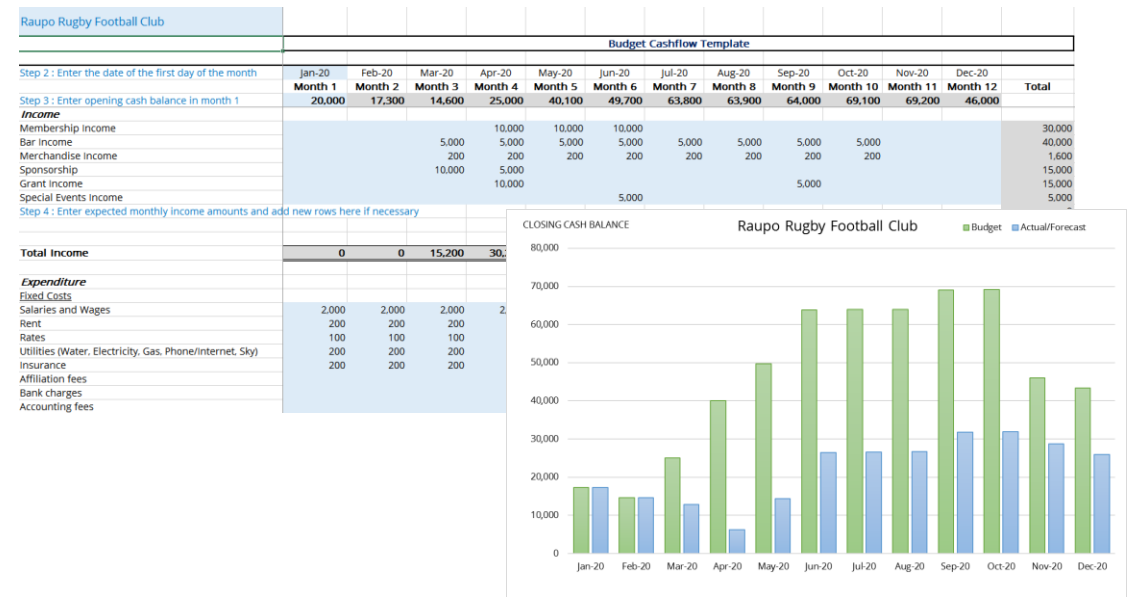 Raupo Rugby Football Club
Budget Cashflow Template
Step 2 : Enter the date of the first day of the month Jan-20 Feb-20 Mar-20 Apr-20 May-20 Jun-20 Jul-20 Aug-20 Sep-20 Oct-20 Nov-20 Dec-20
Month 1 Month 2 Month 3 Month 4 Month 5 Month 6 Month 7 Month 8 Month 9 Month 10 Month 11 Month 12 Total
Step 3 : Enter opening cash balance in month 1 20,000 17,300 14,600 25,000 40,100 49,700 63,800 63,900 64,000 69,100 69,200 46,000
Income
Membership Income 10,000 10,000 10,000 30,000
Bar Income 5,000 5,000 5,000 5,000 5,000 5,000 5,000 5,000 40,000
Merchandise Income 200 200 200 200 200 200 200 200 1,600
Sponsorship 10,000 5,000 15,000
Grant Income 10,000 5,000 15,000
Special Events Income 5,000 5,000
Step 4 : Enter expected monthly income amounts and add new rows here if necessary
Total Income 0 0 15,200 30,
Expenditure
Fixed Costs
Salaries and Wages 2,000 2,000 2,000 2,
Rent 200 200 200
Rates 100 100 100
Utilities (Water, Electricity, Gas, Phone/Internet, Sky) 200 200 200
Insurance 200 200 200
Affiliation fees
Bank charges
Accounting fees
CLOSING CASH BALANCE Raupo Rugby Football Club Budget Actual/Forecast
80,000
70,000
60,000
50,000
40,000
30,000
20,000
10,000
0
Jan-20 Feb-20 Mar-20 Apr-20 May-20 Jun-20 Jul-20 Aug-20 Sep-20 Oct-20 Nov-20 Dec-20